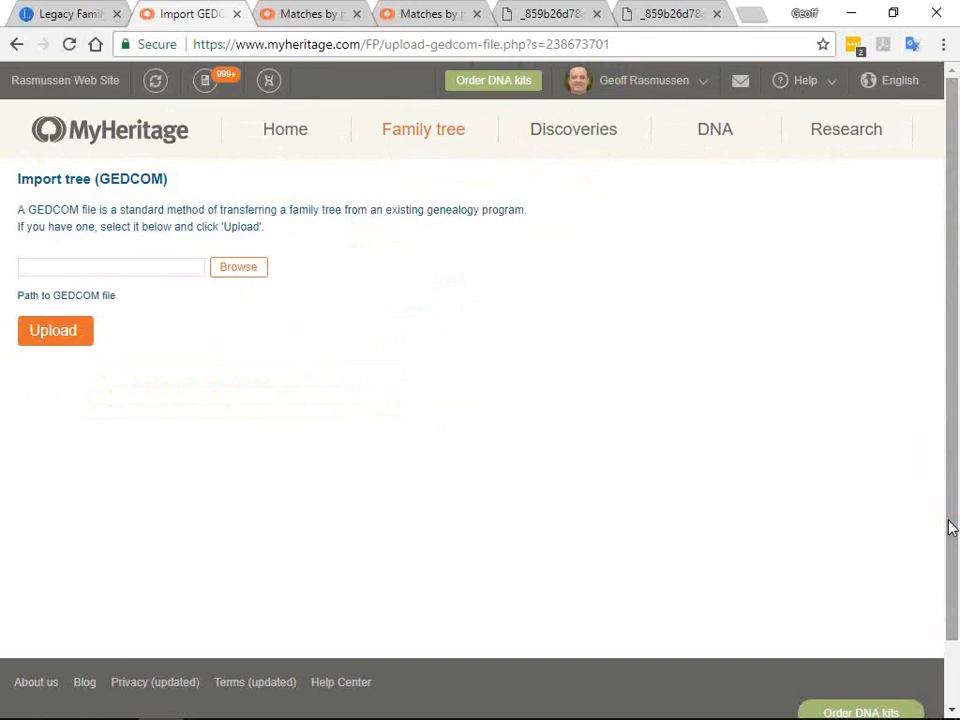 Legacy Famil
Import GEDC
Matches by p
Matches by p
_859b26d78c
_859b26d78c
Geoff
Secure
https://www.myheritage.com/FP/upload-gedcom-file.php?s=238673701
2
Rasmussen Web Site
999+
Order DNA kits
Geoff Rasmussen
Help
English
MyHeritage
Home
Family tree
Discoveries
DNA
Research
Import tree (GEDCOM)
A GEDCOM file is a standard method of transferring a family tree from an existing genealogy program.
If you have one, select it below and click 'Upload'.
Browse
Path to GEDCOM file
Upload
About us
Blog
Privacy (updated)
Terms (updated)
Help Center
Order DNA kits